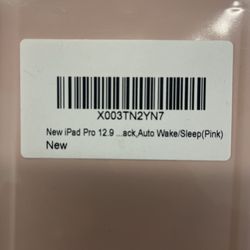 X003TN2YN7
New iPad Pro 12.9 ...ack,Auto Wake/Sleep(Pink)
New